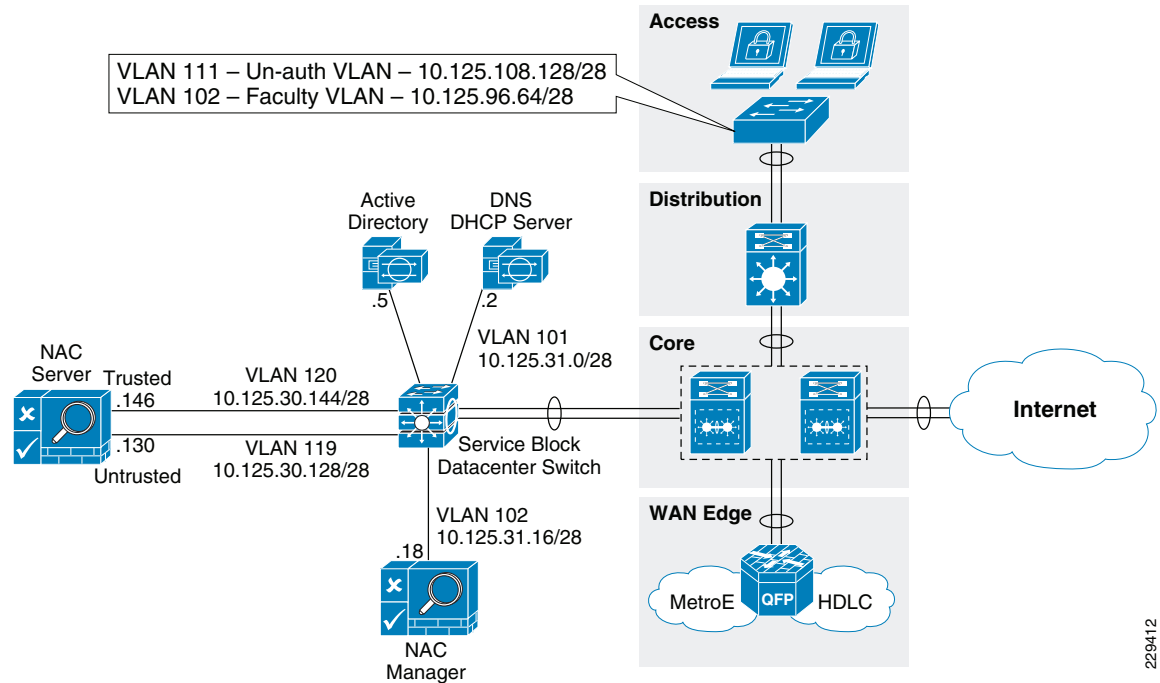 Access
VLAN 111 – Un-auth VLAN – 10.125.108.128/28
VLAN 102 – Faculty VLAN – 10.125.96.64/28
Distribution
Active
Directory
DNS
DHCP Server
.5
.2
VLAN 101
10.125.31.0/28
Core
NAC
Server
Trusted
.146
VLAN 120
10.125.30.144/28
Internet
.130
Untrusted
VLAN 119
10.125.30.128/28
Service Block
Datacenter Switch
VLAN 102
10.125.31.16/28
.18
NAC
Manager
WAN Edge
MetroE
QFP
HDLC
229412